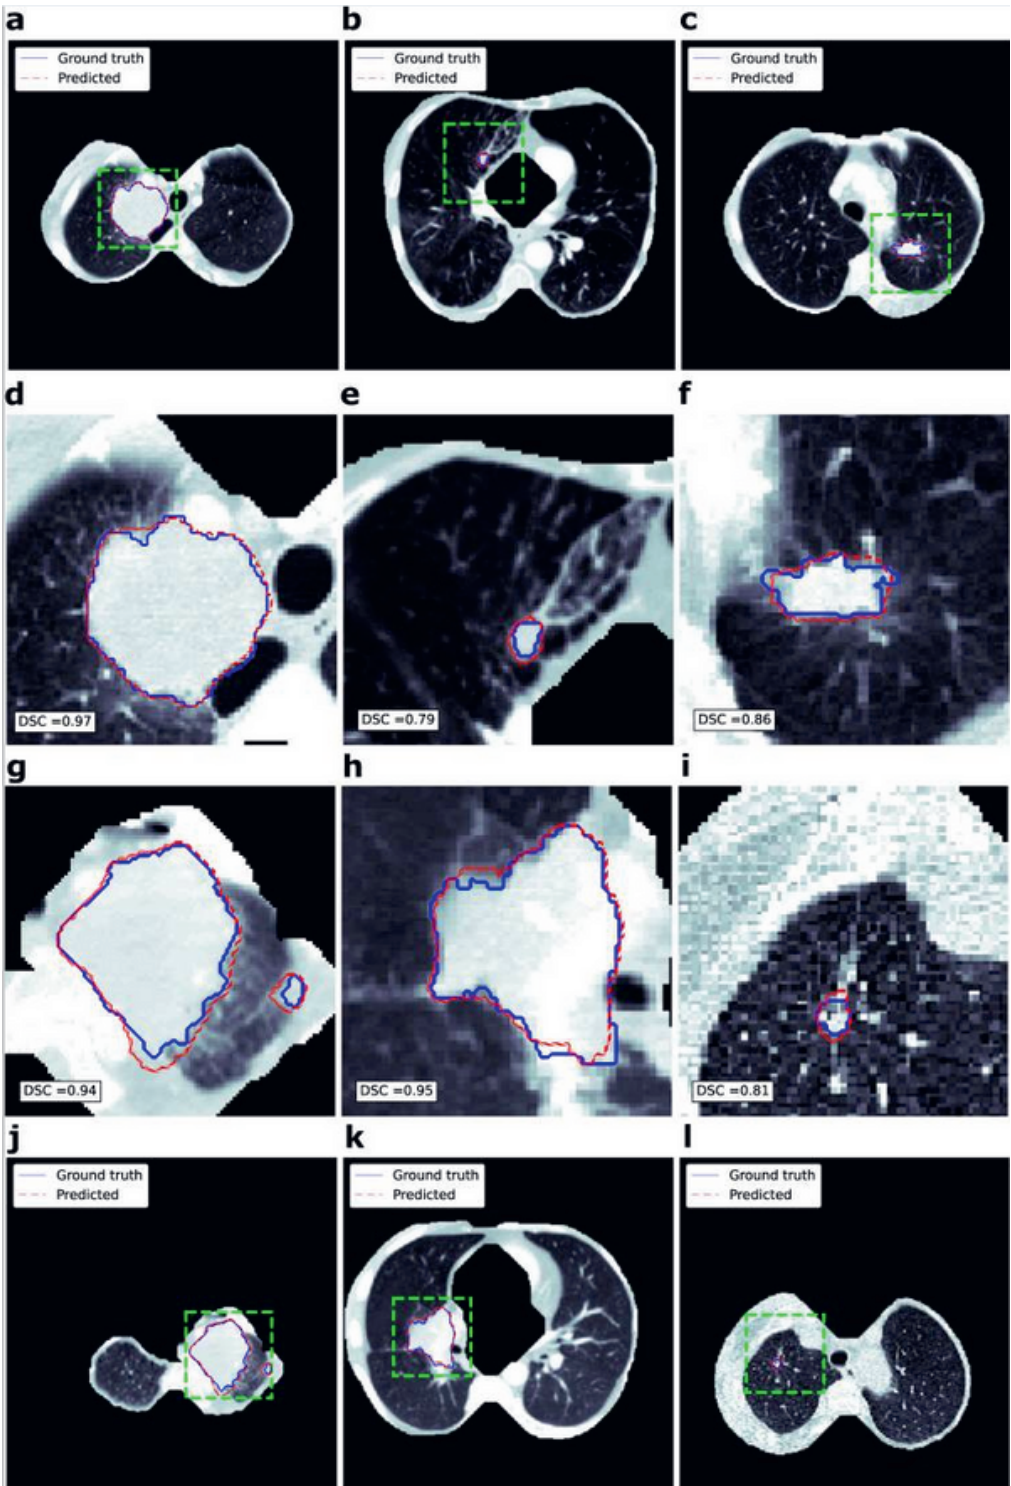 a
Ground truth
Predicted
b
Ground truth
Predicted
c
Ground truth
Predicted
d
DSC =0.97
e
DSC =0.79
f
DSC =0.86
g
DSC =0.94
h
DSC =0.95
i
DSC =0.81
j
Ground truth
Predicted
k
Ground truth
Predicted
l
Ground truth
Predicted